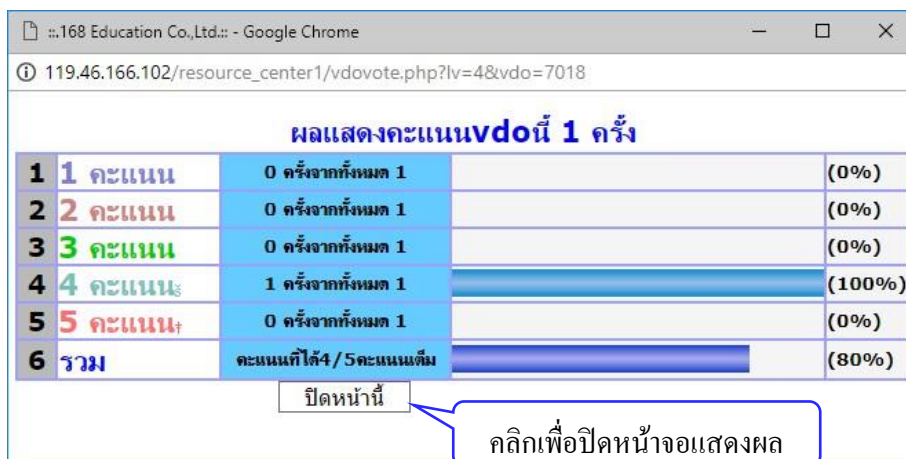 ::.168 Education Co.,Ltd.:: - Google Chrome
119.46.166.102/resource_center1/vdovote.php?lv=4&vdo=7018
ผลแสดงคะแนนvdoนี้ 1 ครั้ง
1 1 คะแนน 0 ครั้งจากทั้งหมด 1 (0%)
2 2 คะแนน 0 ครั้งจากทั้งหมด 1 (0%)
3 3 คะแนน 0 ครั้งจากทั้งหมด 1 (0%)
4 4 คะแนน 1 ครั้งจากทั้งหมด 1 (100%)
5 5 คะแนน† 0 ครั้งจากทั้งหมด 1 (0%)
6 รวม คะแนนที่ได้4/5คะแนนเต็ม (80%)
ปิดหน้านี้
คลิกเพื่อปิดหน้าจอแสดงผล